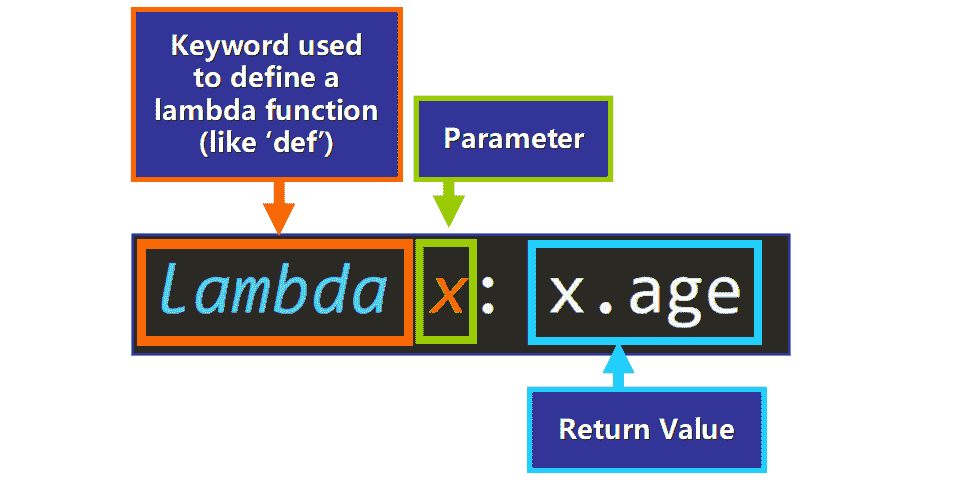 Keyword used
to define a
lambda function
(like ‘def’)
Parameter
lambda x: x.age
Return Value